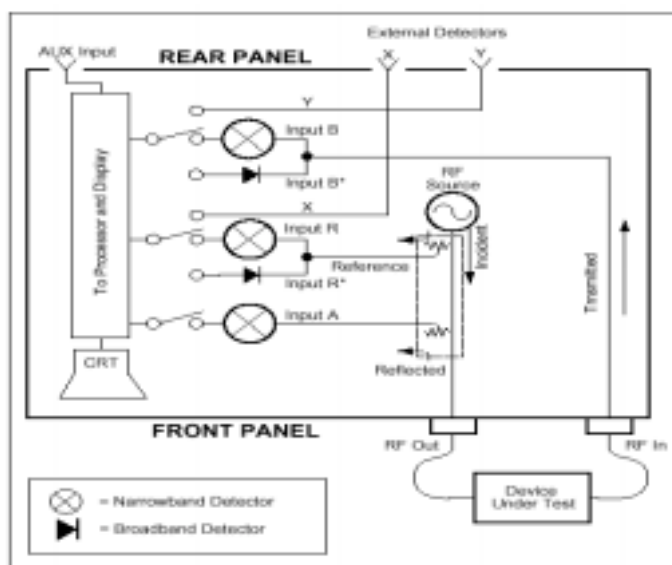 External Detectors
AUX Input
REAR PANEL
X
Y
Y
Input B
Input B*
RF
Source
X
Input R
Reference
Input R*
Incident
Input A
Reflected
Trnsmitted
To Processor and Display
CRT
FRONT PANEL
RF Out
RF In
Device
Under Test
= Narrowband Detector
= Broadband Detector